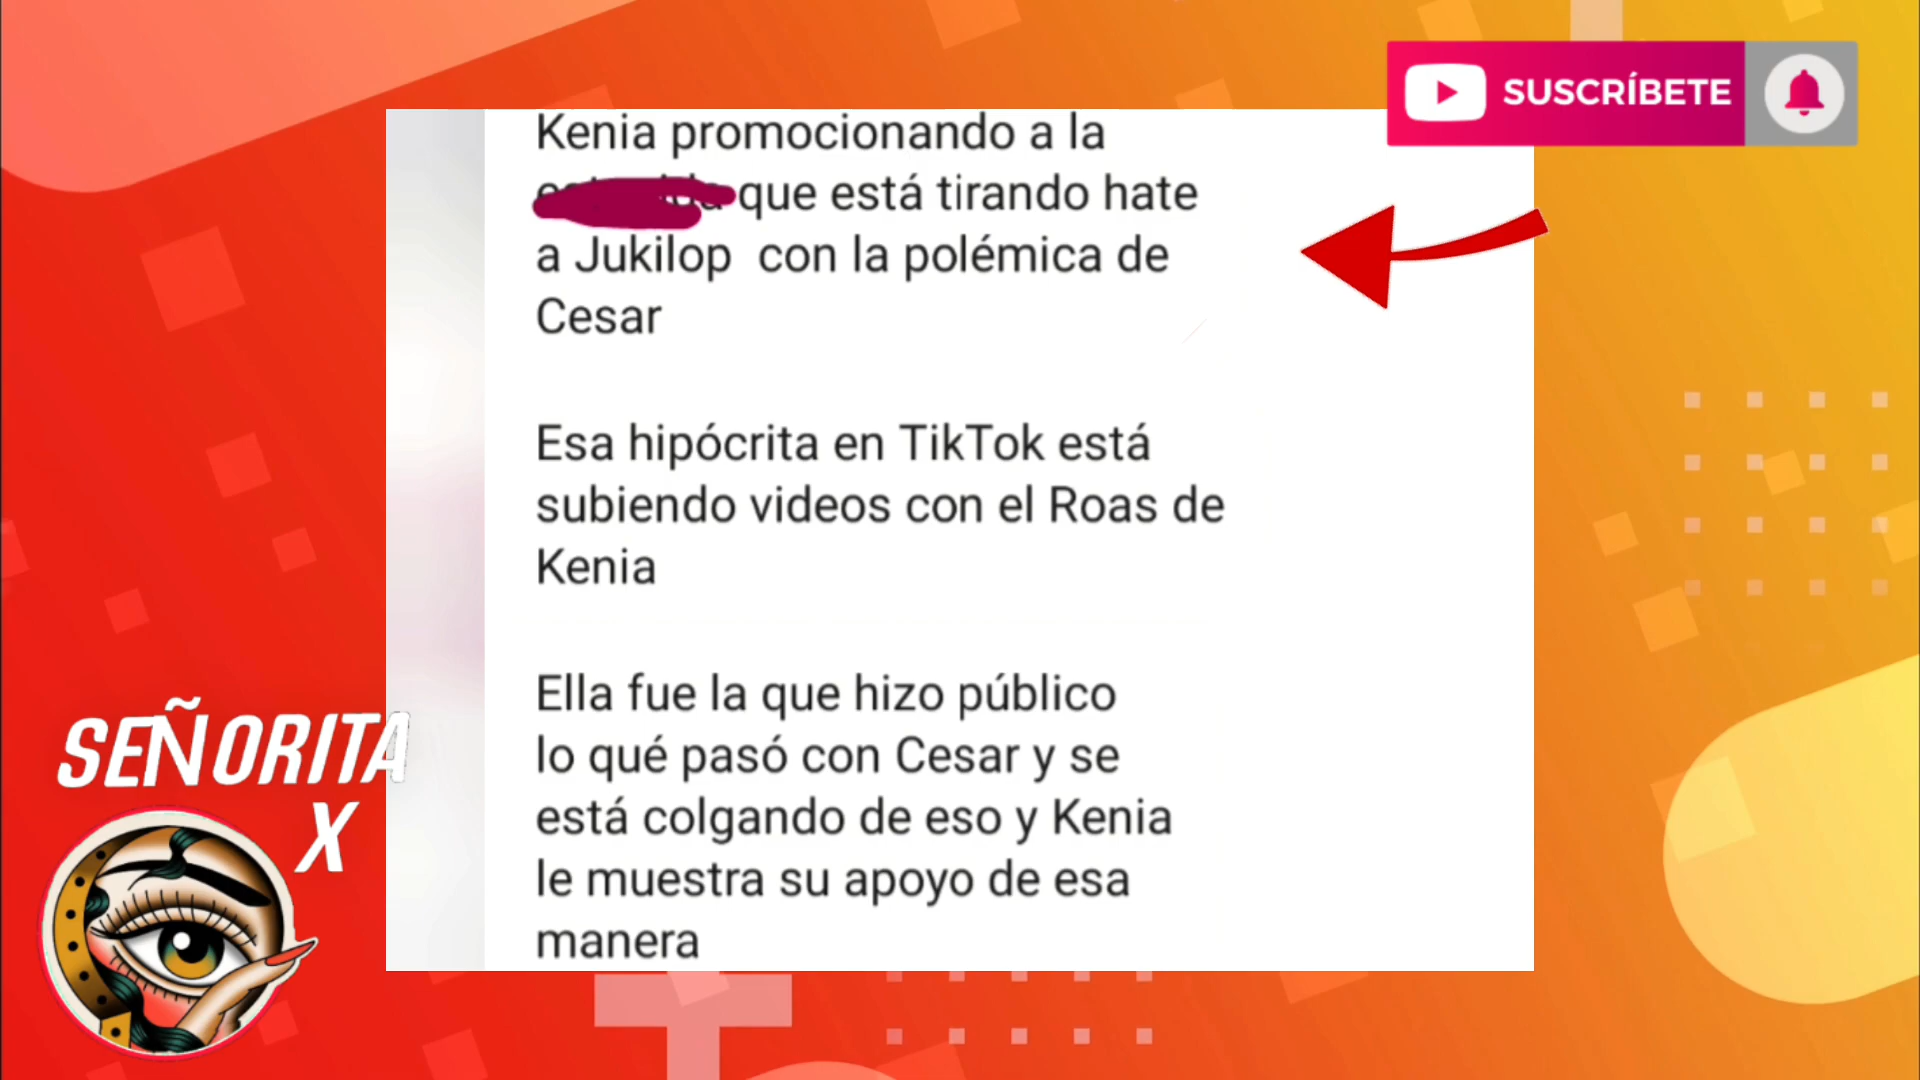 SUSCRÍBETE
Kenia promocionando a la
que está tirando hate
a Jukilop con la polémica de
Cesar
Esa hipócrita en TikTok está
subiendo videos con el Roas de
Kenia
Ella fue la que hizo público
lo qué pasó con Cesar y se
está colgando de eso y Kenia
le muestra su apoyo de esa
manera
SEÑORITA
X